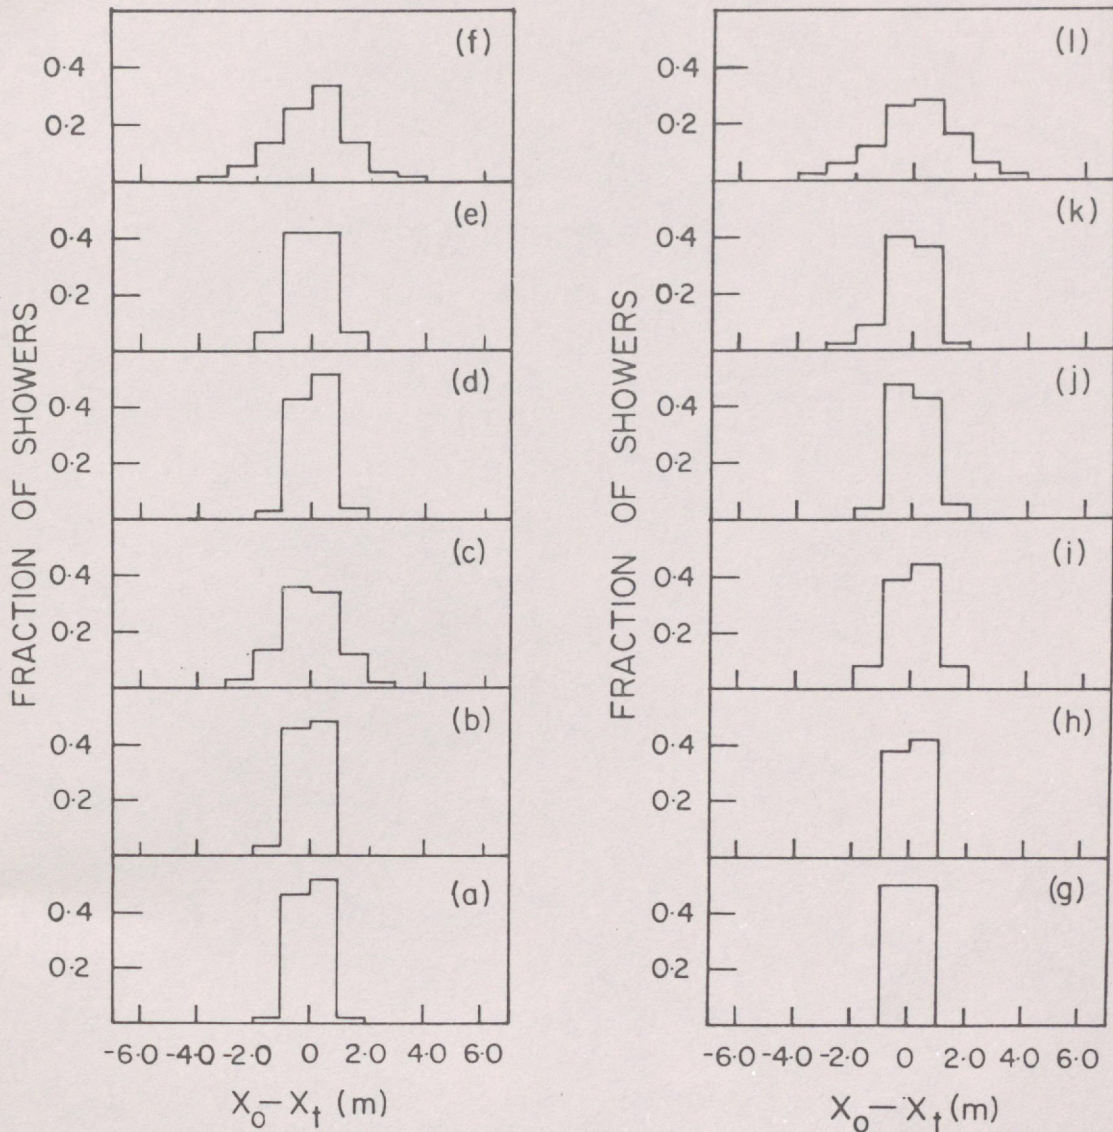 (f)
0·4
0·2
(e)
0·4
0·2
(d)
0·4
0·2
(c)
0·4
0·2
(b)
0·4
0·2
(a)
0·4
0·2
-6·0 -4·0 -2·0 0 2·0 4·0 6·0
X₀-Xₜ (m)
FRACTION OF SHOWERS
(l)
0·4
0·2
(k)
0·4
0·2
(j)
0·4
0·2
(i)
0·4
0·2
(h)
0·4
0·2
(g)
0·4
0·2
-6·0 -4·0 -2·0 0 2·0 4·0 6·0
X₀-Xₜ (m)
FRACTION OF SHOWERS